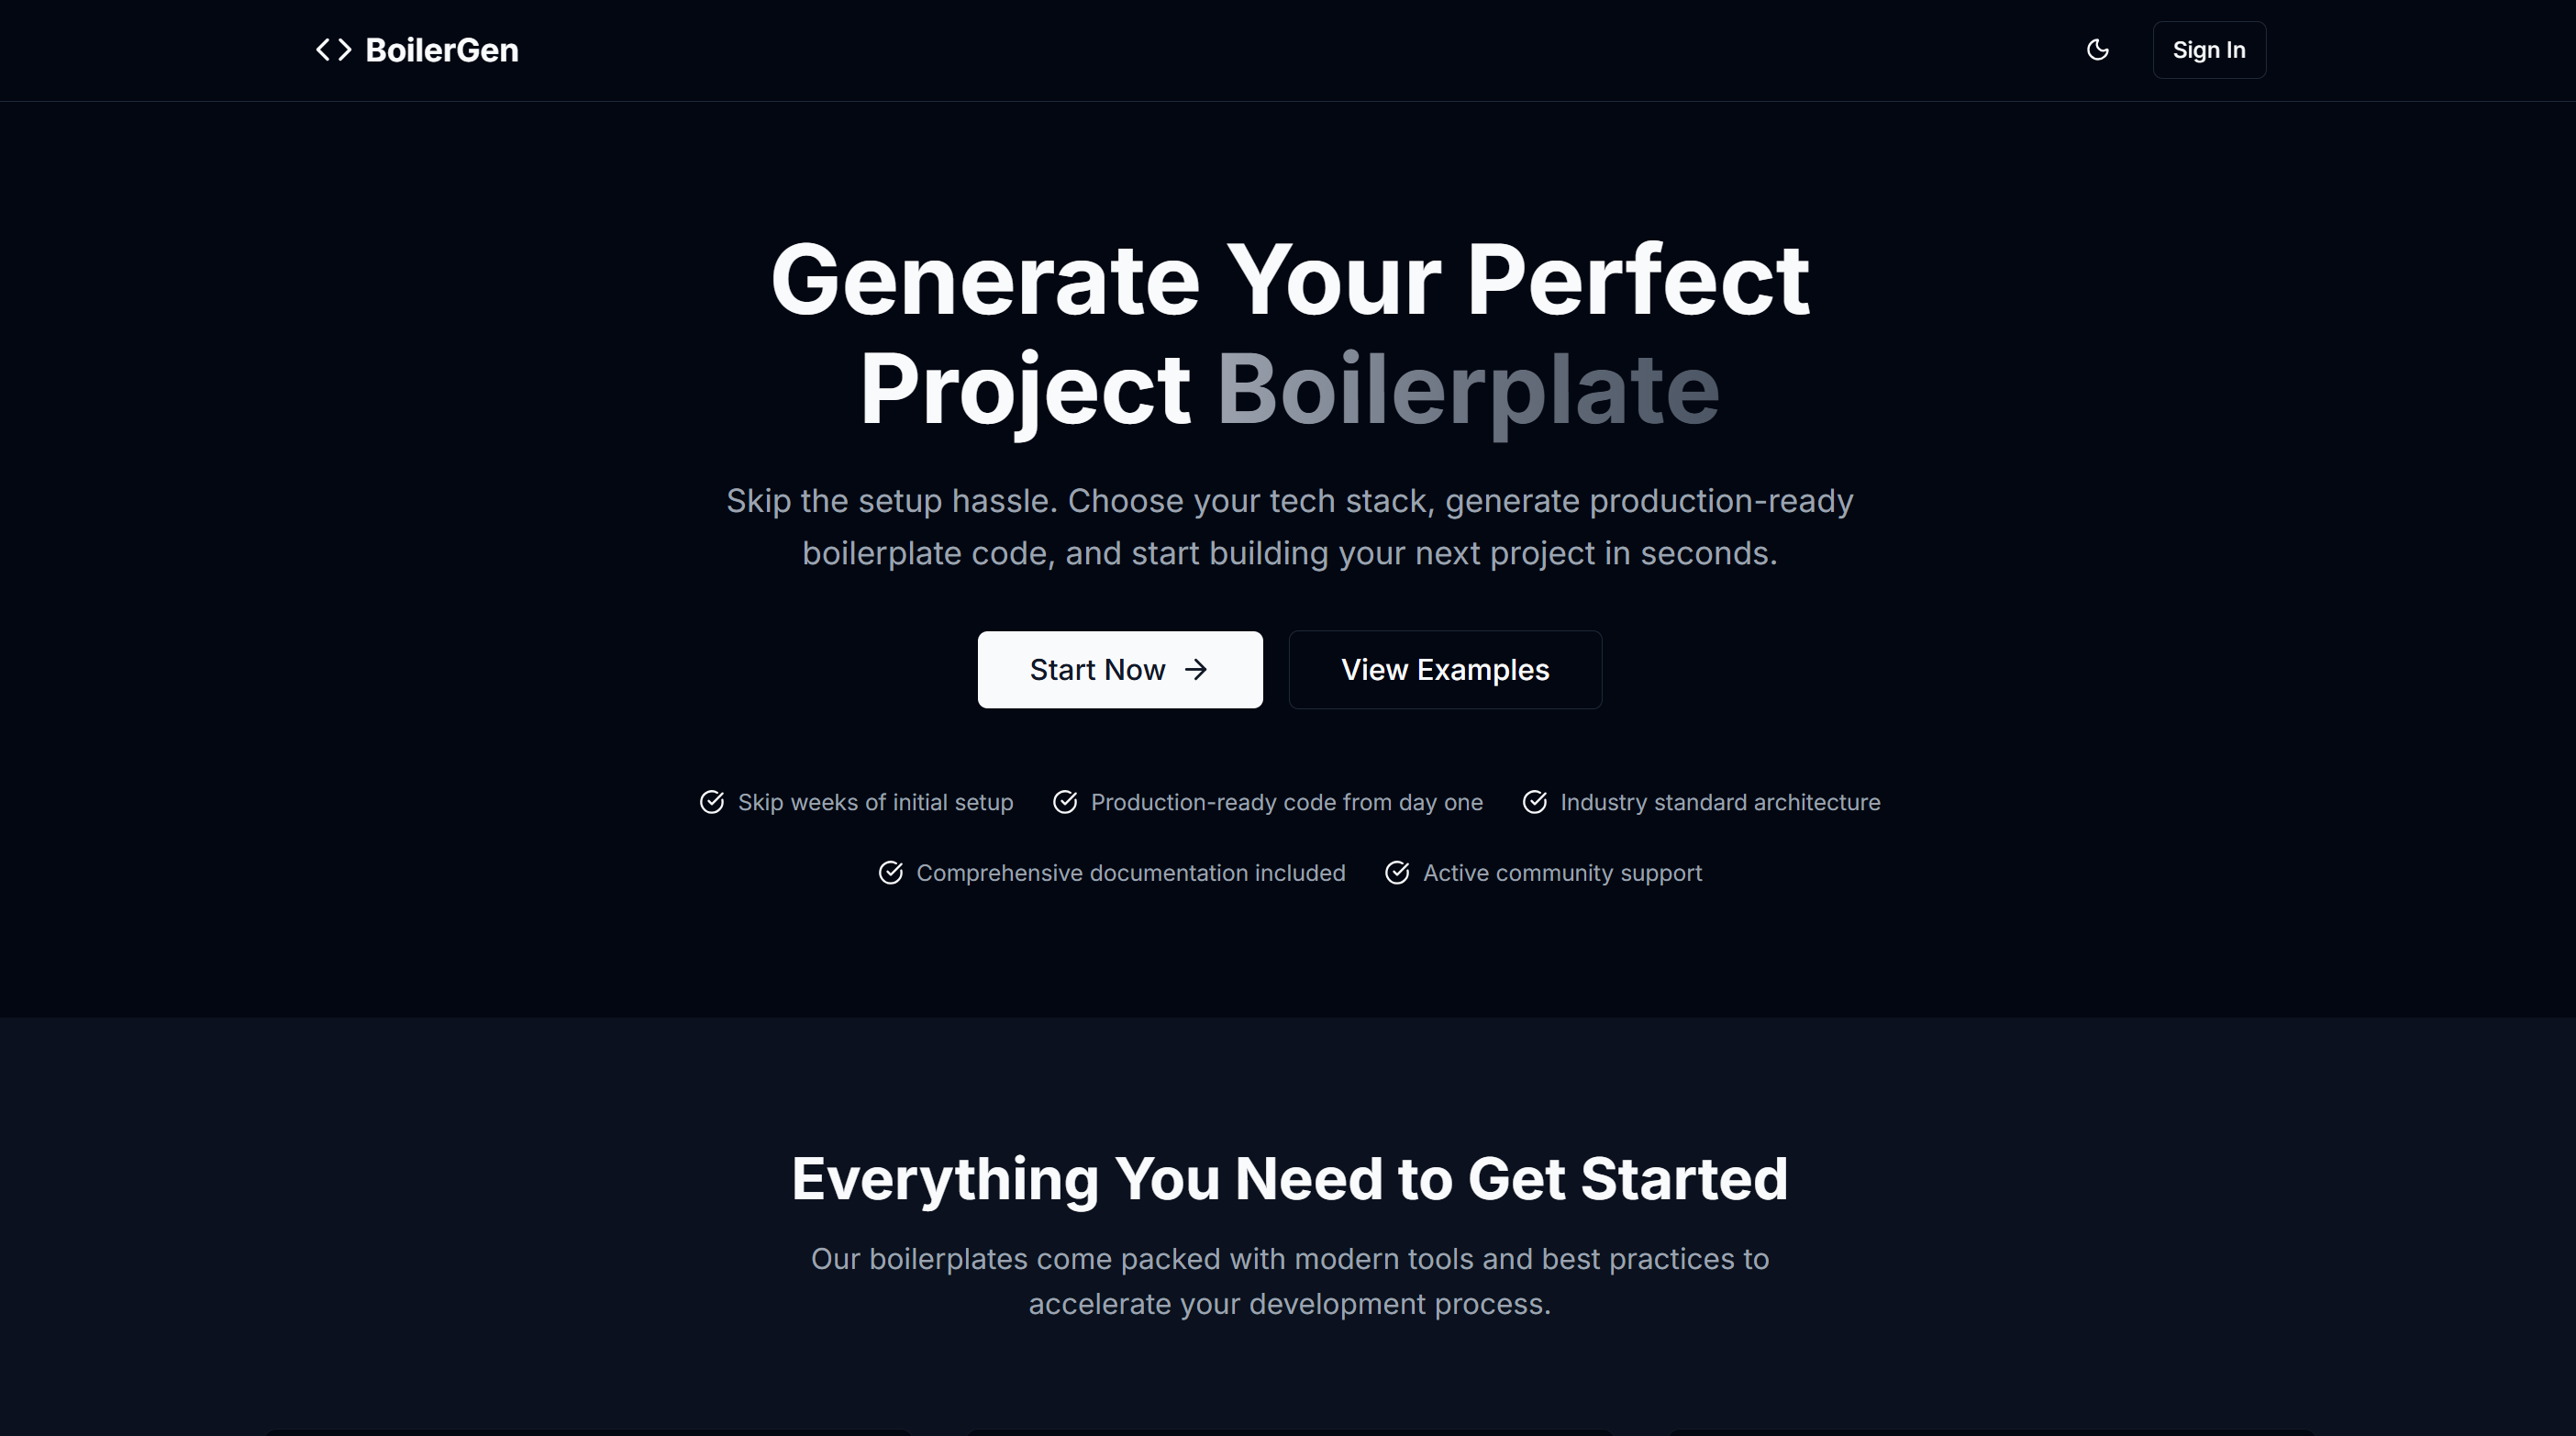 BoilerGen
Sign In
Generate Your Perfect
Project Boilerplate
Skip the setup hassle. Choose your tech stack, generate production-ready
boilerplate code, and start building your next project in seconds.
Start Now
View Examples
Skip weeks of initial setup
Production-ready code from day one
Industry standard architecture
Comprehensive documentation included
Active community support
Everything You Need to Get Started
Our boilerplates come packed with modern tools and best practices to
accelerate your development process.